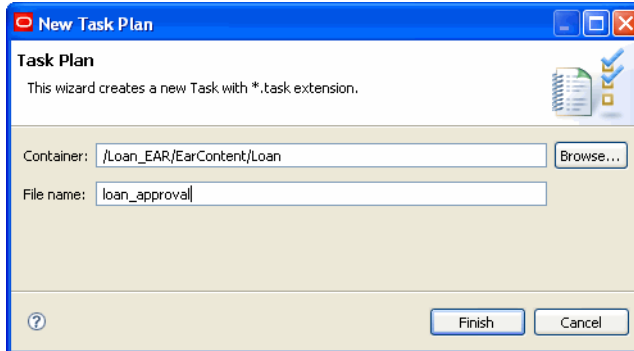 New Task Plan
Task Plan
This wizard creates a new Task with *.task extension.
Container: /Loan_EAR/EarContent/Loan Browse...
File name: loan_approval
? Finish Cancel